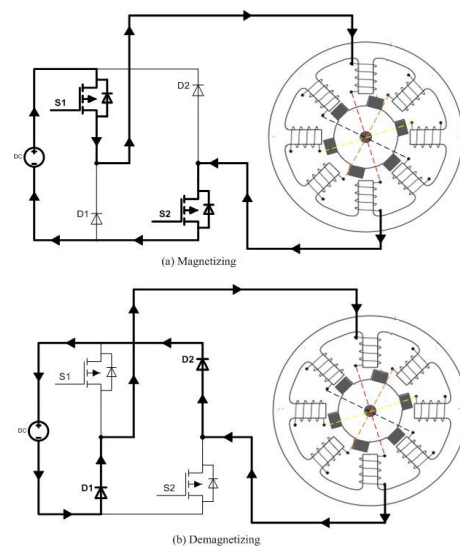 D2
S1
DC
D1
S2
(a) Magnetizing
D2
S1
DC
D1
S2
(b) Demagnetizing